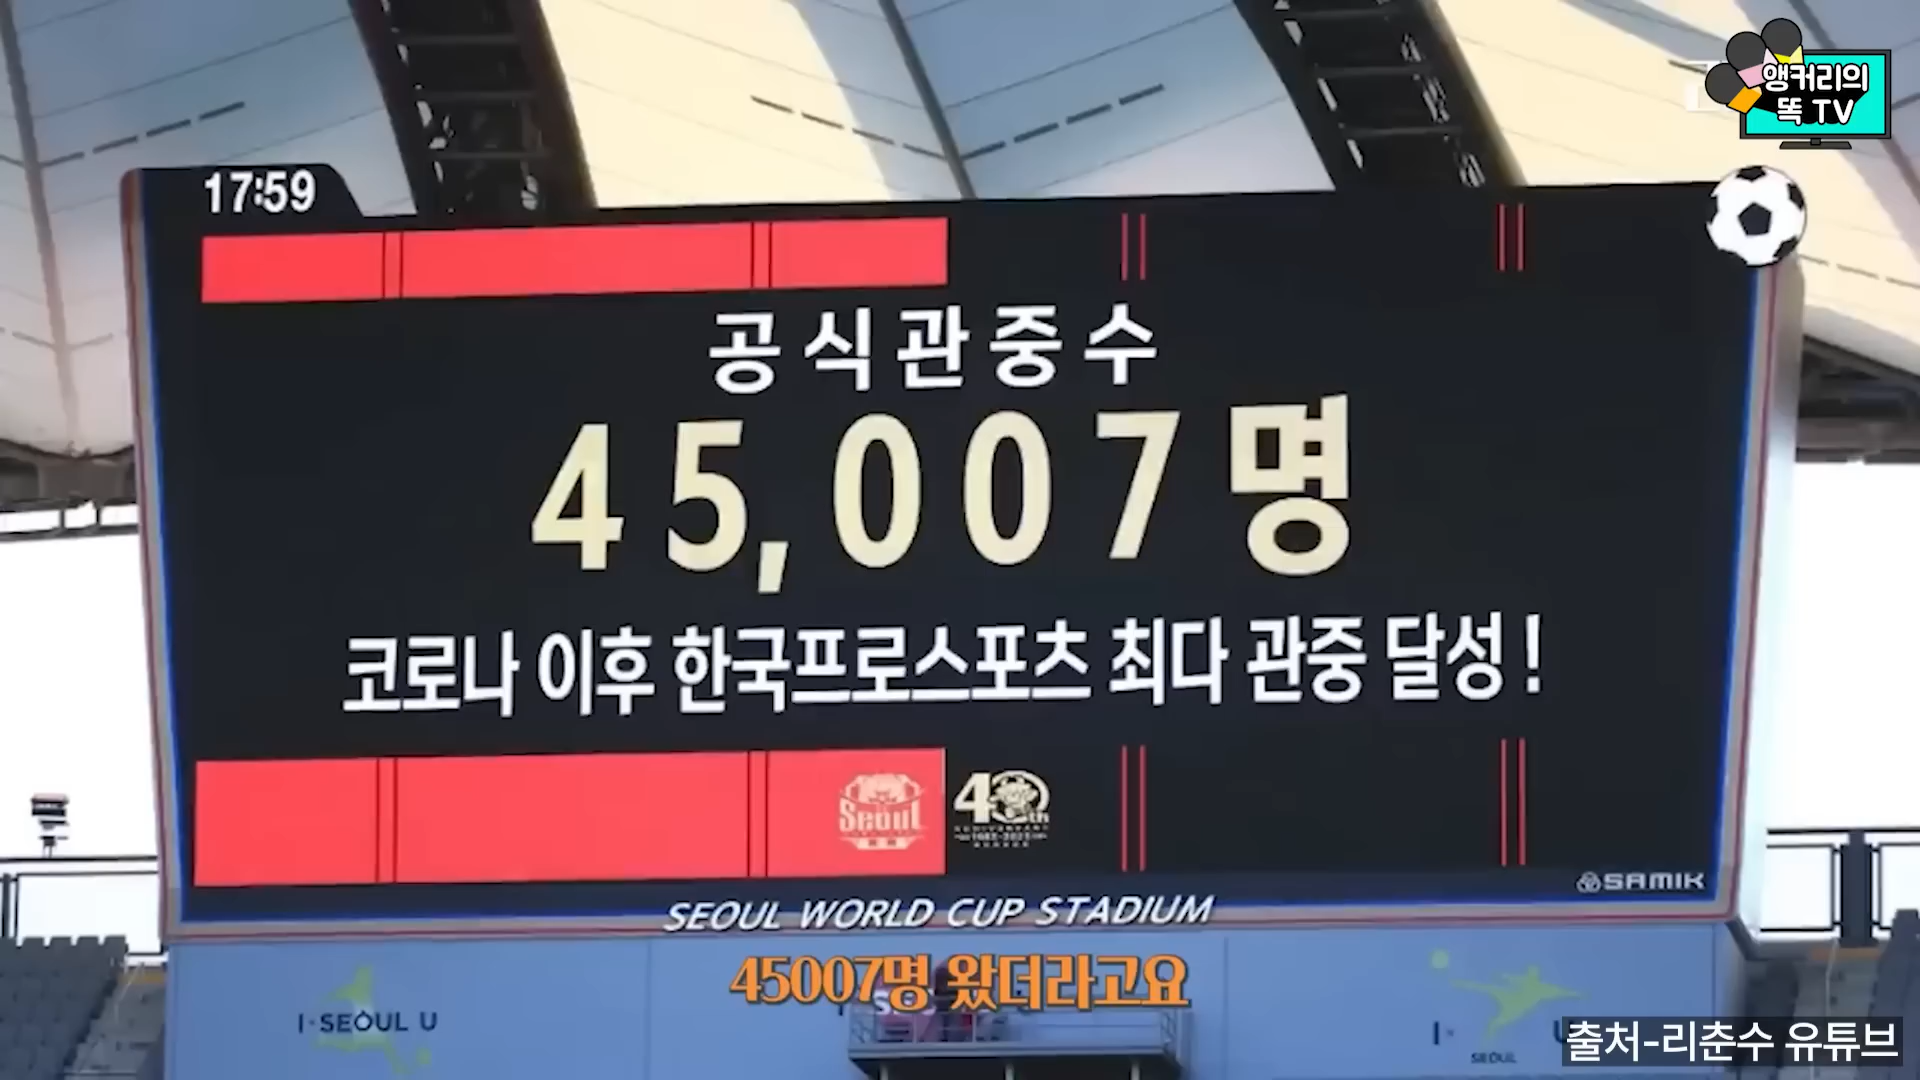 앵커리의
똑 TV
17:59
공식관중수
45,007명
코로나 이후 한국프로스포츠 최다 관중 달성!
Seoul
40th
SAMIK
SEOUL WORLD CUP STADIUM
45007명 왔더라고요
I·SEOUL U
SEOUL
출처-리춘수 유튜브